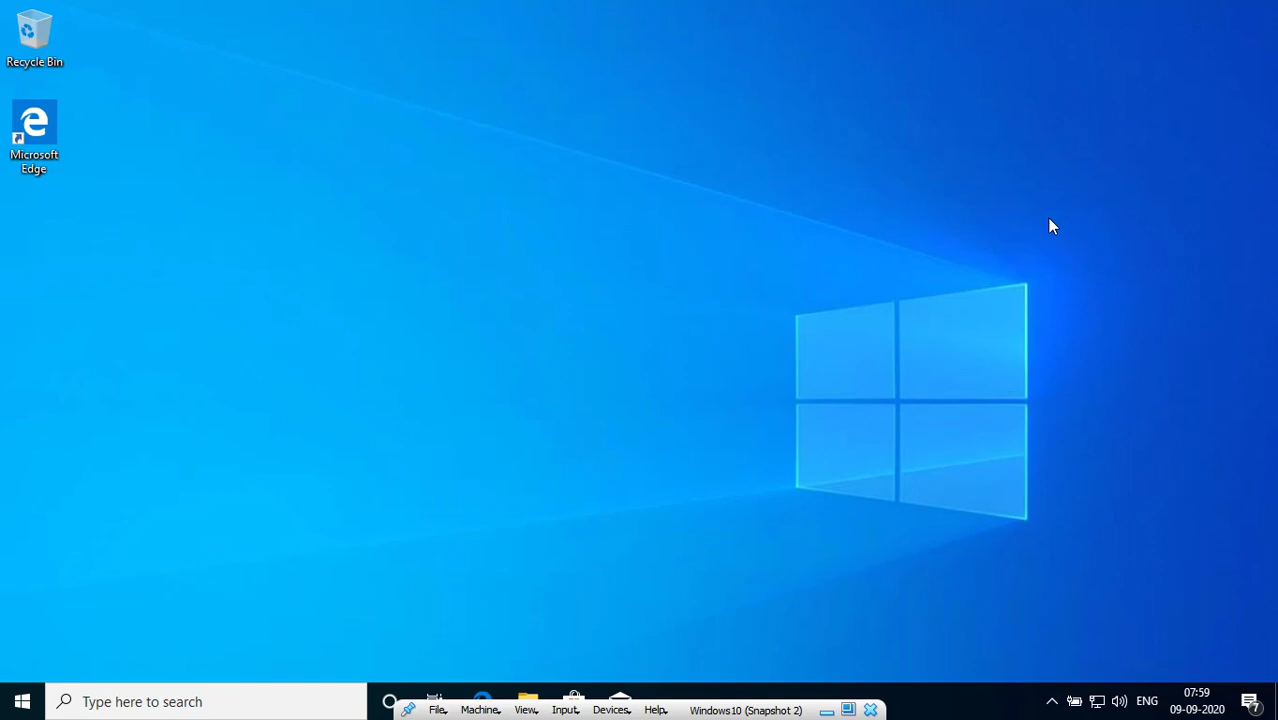 Recycle Bin
Microsoft
Edge
Type here to search
File
Machine
View
Input
Devices
Help
Windows10 (Snapshot 2)
ENG
07:59
09-09-2020
7